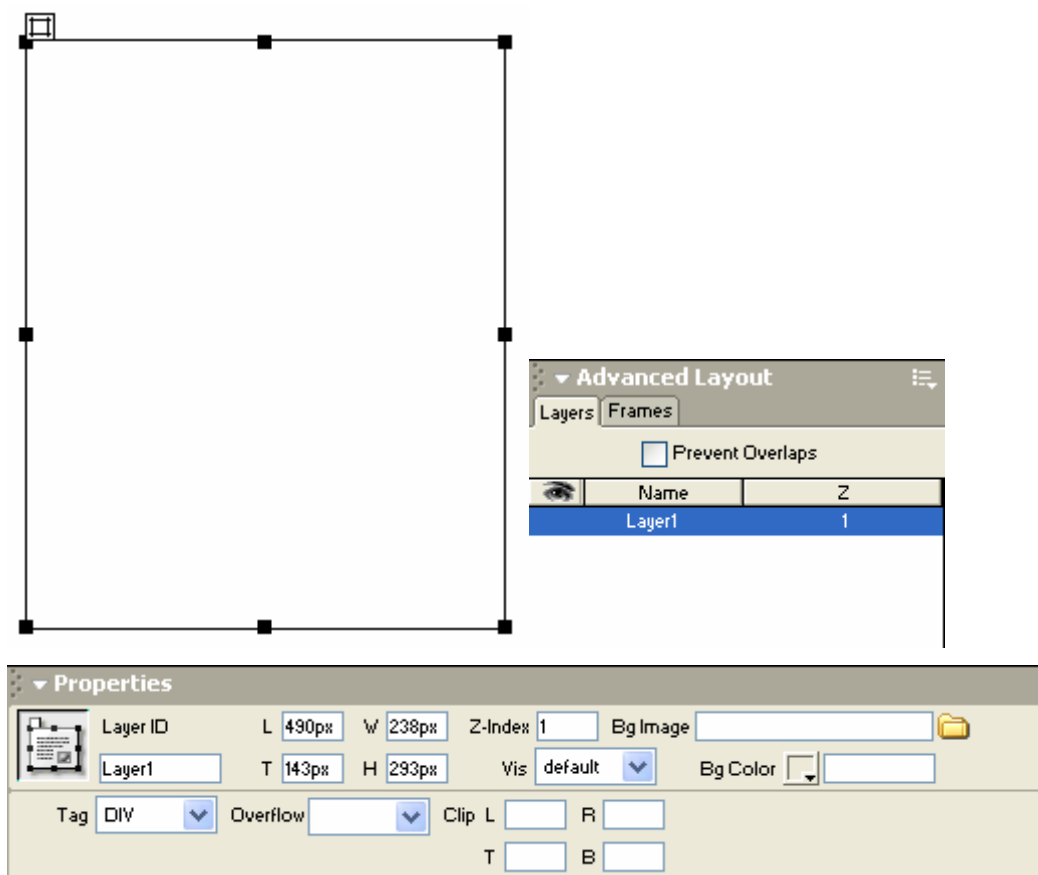 Advanced Layout
Layers Frames
Prevent Overlaps
Name Z
Layer1 1
Properties
Layer ID L 490px W 238px Z-Index 1 Bg Image
Layer1 T 143px H 293px Vis default Bg Color
Tag DIV Overflow Clip L R
T B